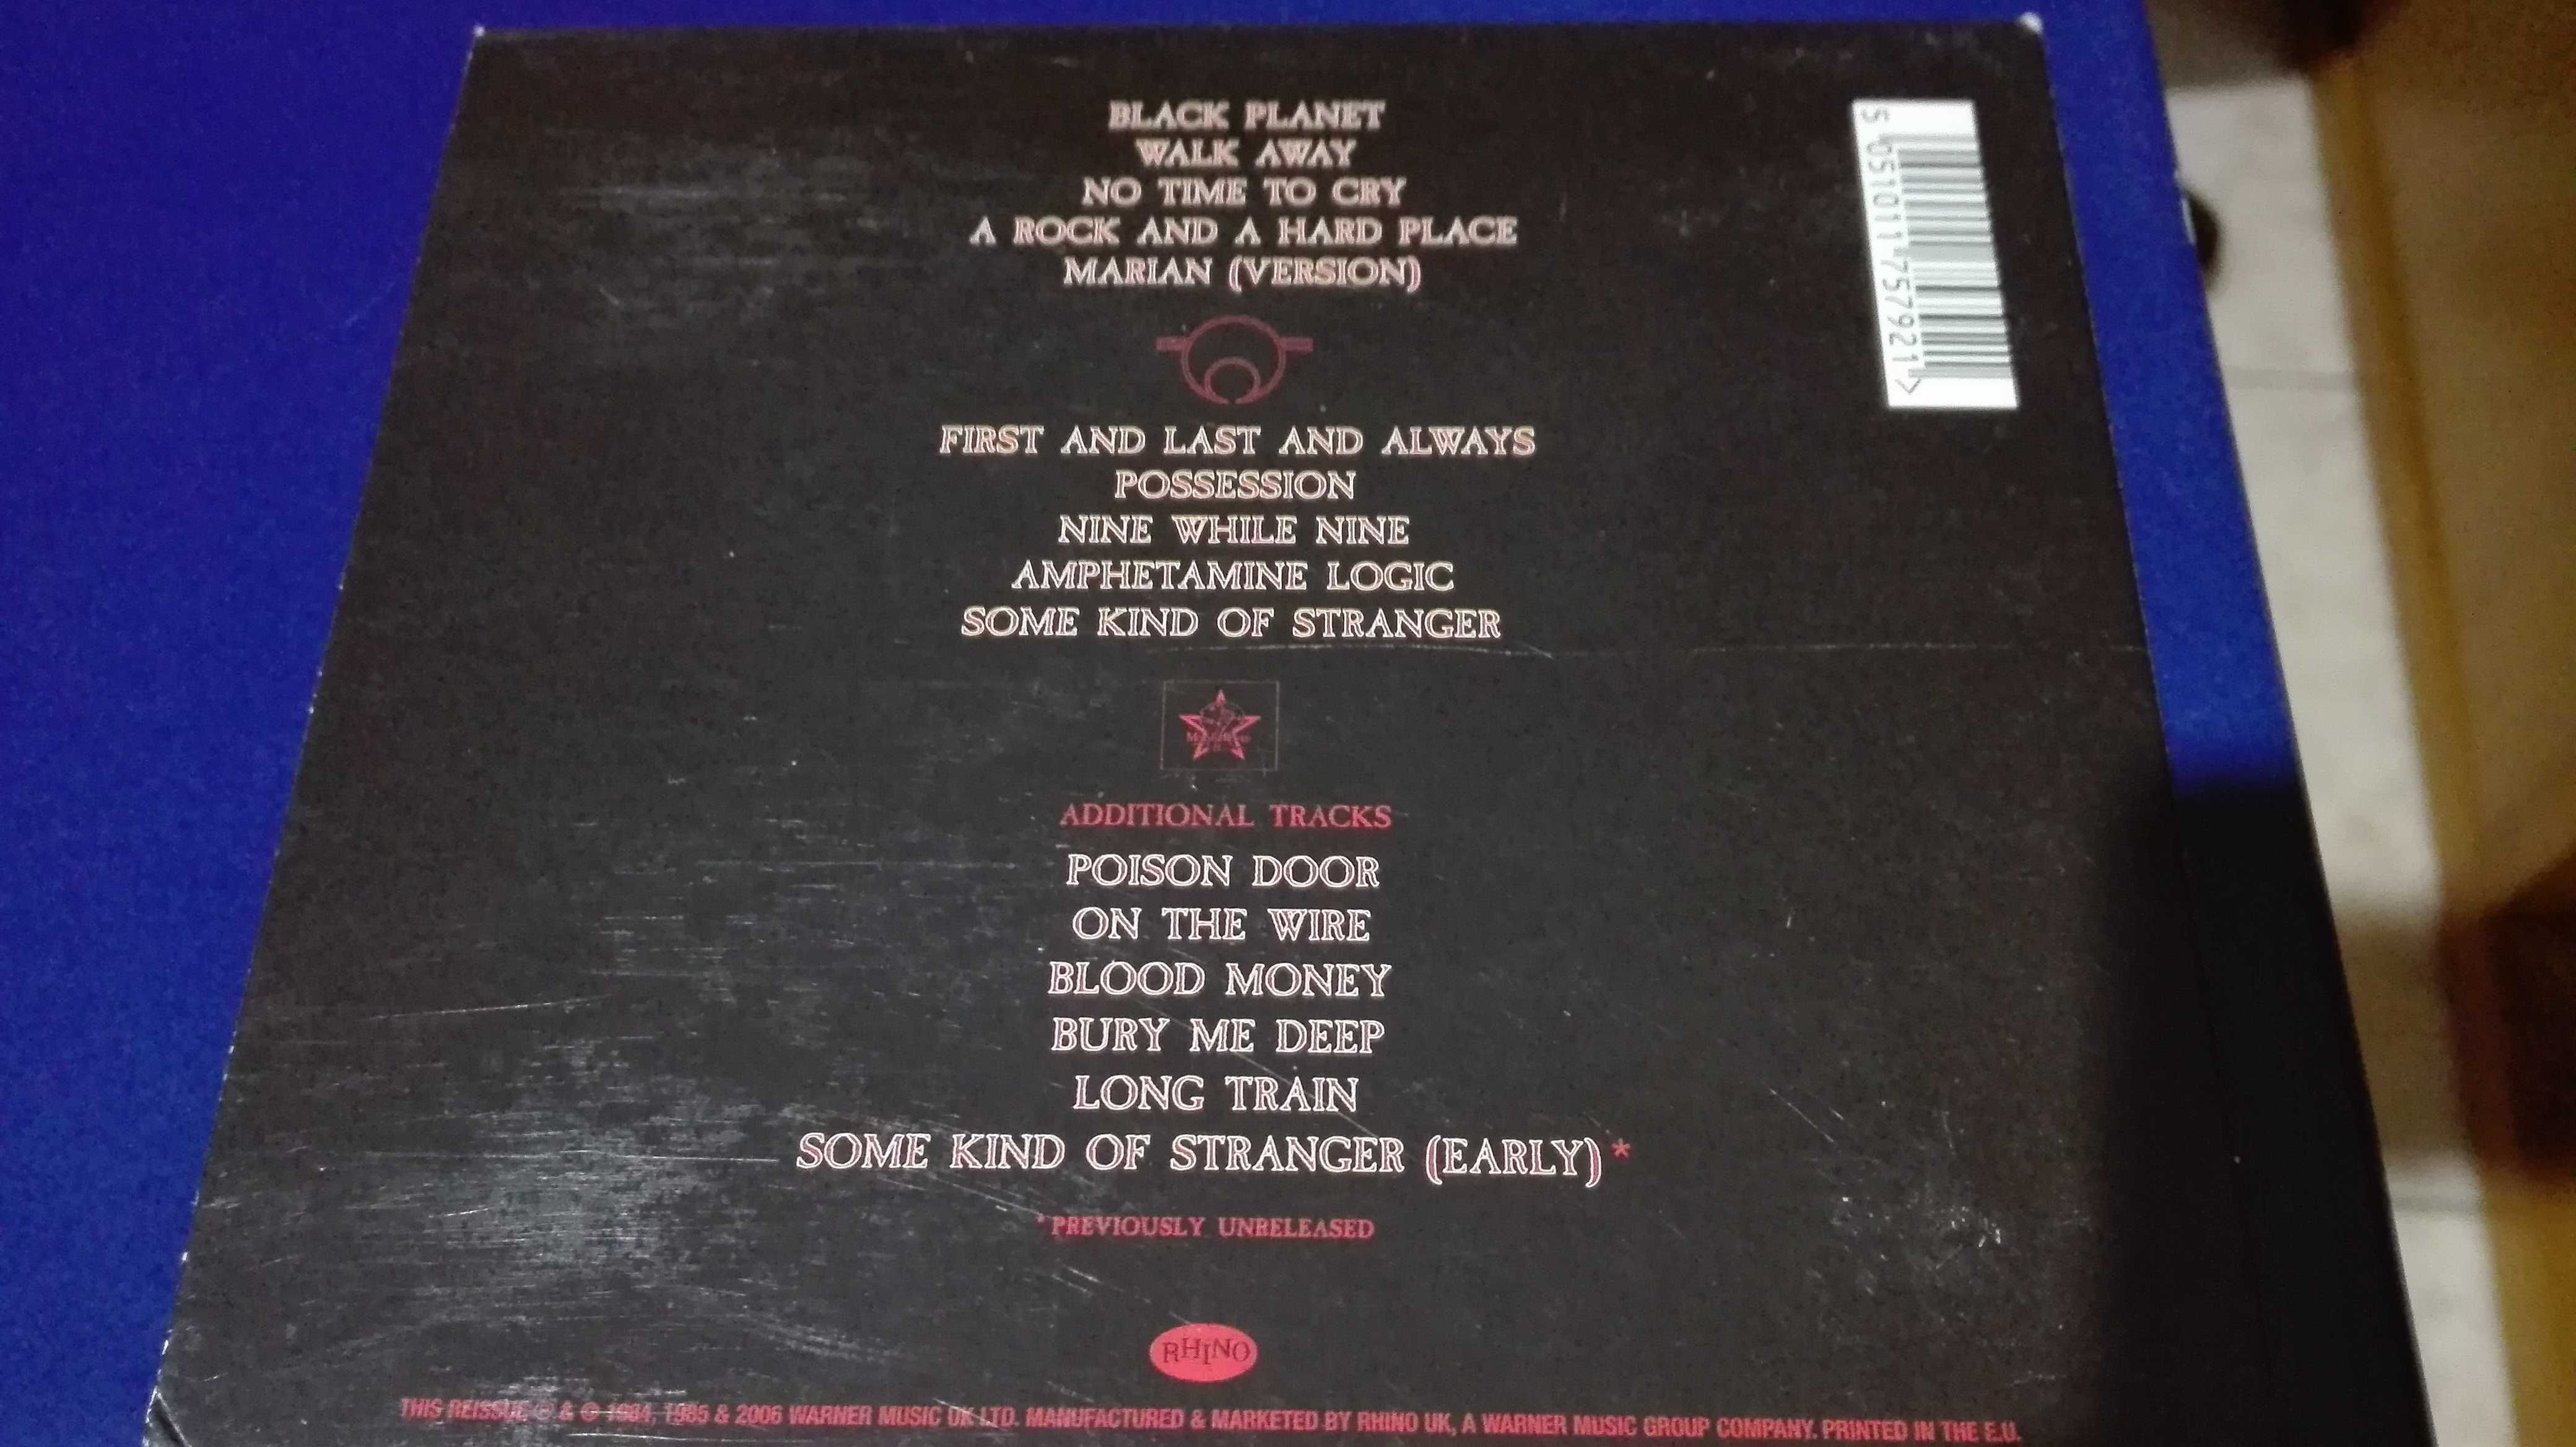 BLACK PLANET
WALK AWAY
NO TIME TO CRY
A ROCK AND A HARD PLACE
MARIAN (VERSION)
5 051011 757921 >
FIRST AND LAST AND ALWAYS
POSSESSION
NINE WHILE NINE
AMPHETAMINE LOGIC
SOME KIND OF STRANGER
ADDITIONAL TRACKS
POISON DOOR
ON THE WIRE
BLOOD MONEY
BURY ME DEEP
LONG TRAIN
SOME KIND OF STRANGER (EARLY) *
* PREVIOUSLY UNRELEASED
RHINO
THIS REISSUE ℗ & © 1984, 1985 & 2006 WARNER MUSIC UK LTD. MANUFACTURED & MARKETED BY RHINO UK, A WARNER MUSIC GROUP COMPANY. PRINTED IN THE E.U.